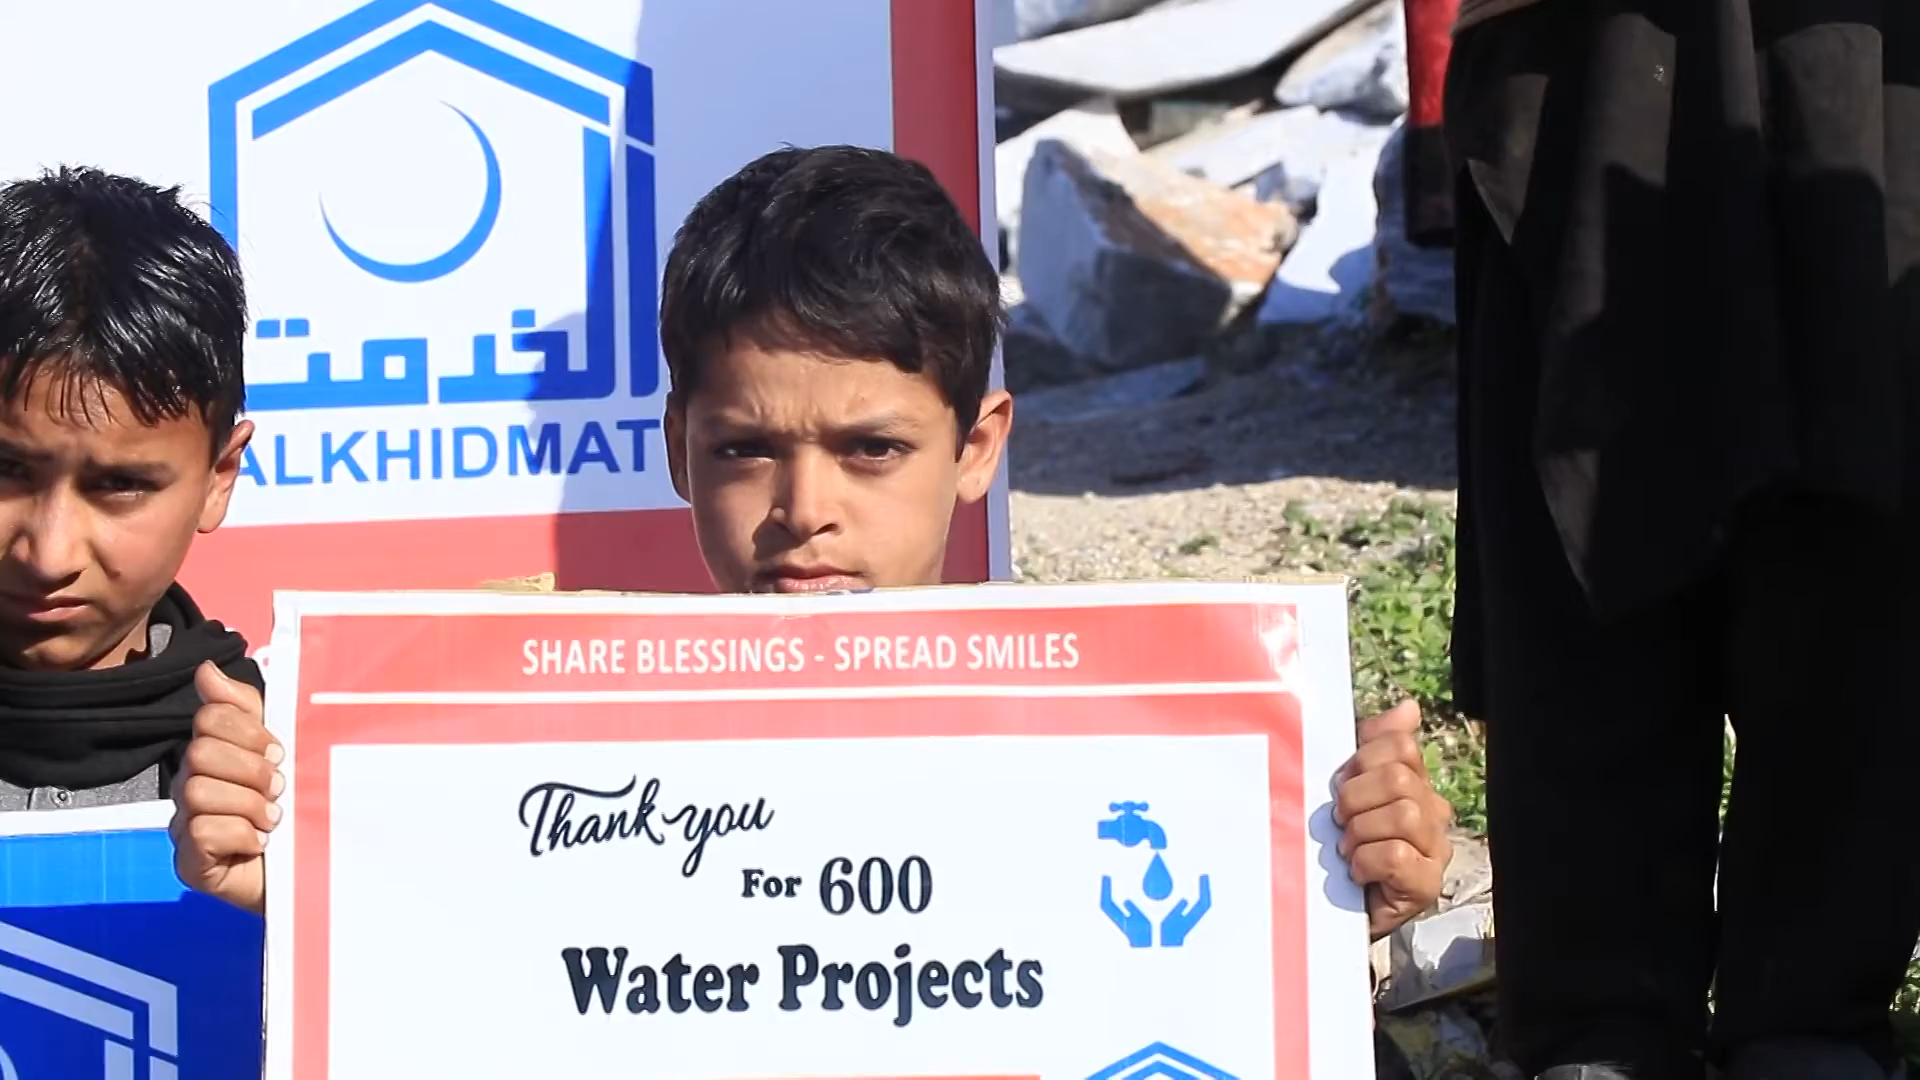 الخدمت
ALKHIDMAT
SHARE BLESSINGS - SPREAD SMILES
Thank you
For 600
Water Projects